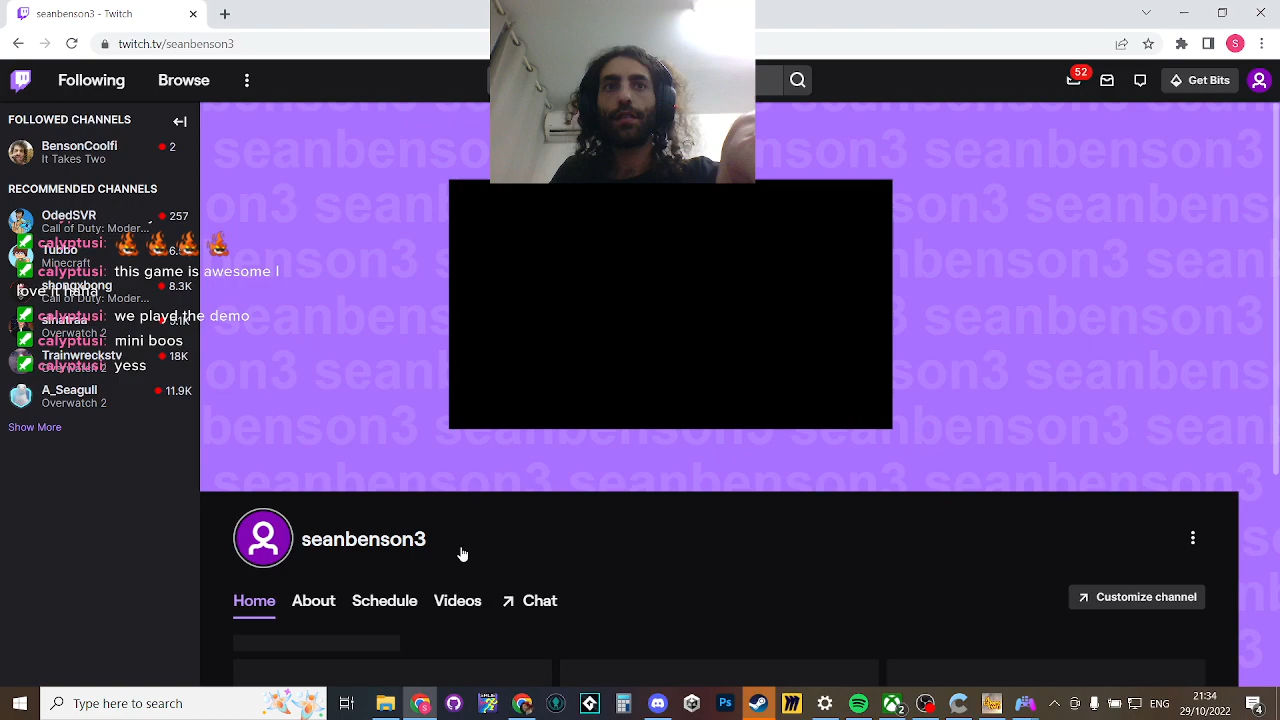 seanbenson3 - Twitch
twitch.tv/seanbenson3
S
Following
Browse
52
Get Bits
FOLLOWED CHANNELS
BensonCoolfi
2
It Takes Two
RECOMMENDED CHANNELS
OdedSVR
257
Call of Duty: Moder...
calyptusi:
Tubbo
Minecraft
calyptusi: this game is awesome I
love it
shongxbong
8.3K
Call of Duty: Moder...
calyptusi: we playd the demo
Overwatch 2
calyptusi: mini boos
Trainwreckstv
18K
calyptusi: yess
A_Seagull
11.9K
Overwatch 2
Show More
seanbenson3
seanbenson3
Home
About
Schedule
Videos
Chat
Customize channel
Type here to search
21:34
ENG
29/10/2022
4